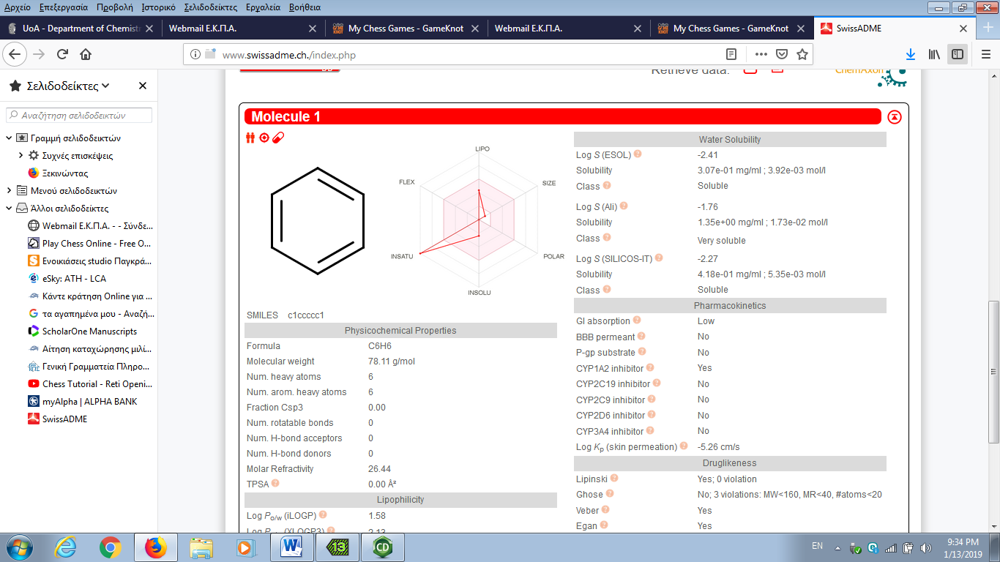 Αρχείο Επεξεργασία Προβολή Ιστορικό Σελιδοδείκτες Εργαλεία Βοήθεια
UoA - Department of Chemist
Webmail Ε.Κ.Π.Α.
My Chess Games - GameKnot
Webmail Ε.Κ.Π.Α.
My Chess Games - GameKnot
SwissADME
www.swissadme.ch./index.php
Σελιδοδείκτες
Αναζήτηση σελιδοδεικτών
Γραμμή σελιδοδεικτών
Συχνές επισκέψεις
Ξεκινώντας
Μενού σελιδοδεικτών
Άλλοι σελιδοδείκτες
Webmail Ε.Κ.Π.Α. - - Σύνδε...
Play Chess Online - Free O...
Ενοικιάσεις studio Παγκρά...
eSky: ATH - LCA
Κάντε κράτηση Online για ...
τα αγαπημένα μου - Αναζή...
ScholarOne Manuscripts
Αίτηση καταχώρησης μιλί...
Γενική Γραμματεία Πληρο...
Chess Tutorial - Reti Openi...
myAlpha | ALPHA BANK
SwissADME
Retrieve data:
ChemAxon
Molecule 1
LIPO
FLEX
SIZE
INSATU
POLAR
INSOLU
SMILES c1ccccc1
Physicochemical Properties
Formula C6H6
Molecular weight 78.11 g/mol
Num. heavy atoms 6
Num. arom. heavy atoms 6
Fraction Csp3 0.00
Num. rotatable bonds 0
Num. H-bond acceptors 0
Num. H-bond donors 0
Molar Refractivity 26.44
TPSA ? 0.00 Å²
Lipophilicity
Log Po/w (iLOGP) ? 1.58
Log Po/w (XLOGP3) ? 2.13
Water Solubility
Log S (ESOL) ? -2.41
Solubility 3.07e-01 mg/ml ; 3.92e-03 mol/l
Class ? Soluble
Log S (Ali) ? -1.76
Solubility 1.35e+00 mg/ml ; 1.73e-02 mol/l
Class ? Very soluble
Log S (SILICOS-IT) ? -2.27
Solubility 4.18e-01 mg/ml ; 5.35e-03 mol/l
Class ? Soluble
Pharmacokinetics
GI absorption ? Low
BBB permeant ? No
P-gp substrate ? No
CYP1A2 inhibitor ? Yes
CYP2C19 inhibitor ? No
CYP2C9 inhibitor ? No
CYP2D6 inhibitor ? No
CYP3A4 inhibitor ? No
Log Kp (skin permeation) ? -5.26 cm/s
Druglikeness
Lipinski ? Yes; 0 violation
Ghose ? No; 3 violations: MW<160, MR<40, #atoms<20
Veber ? Yes
Egan ? Yes
W
13
CD
EN
9:34 PM
1/13/2019